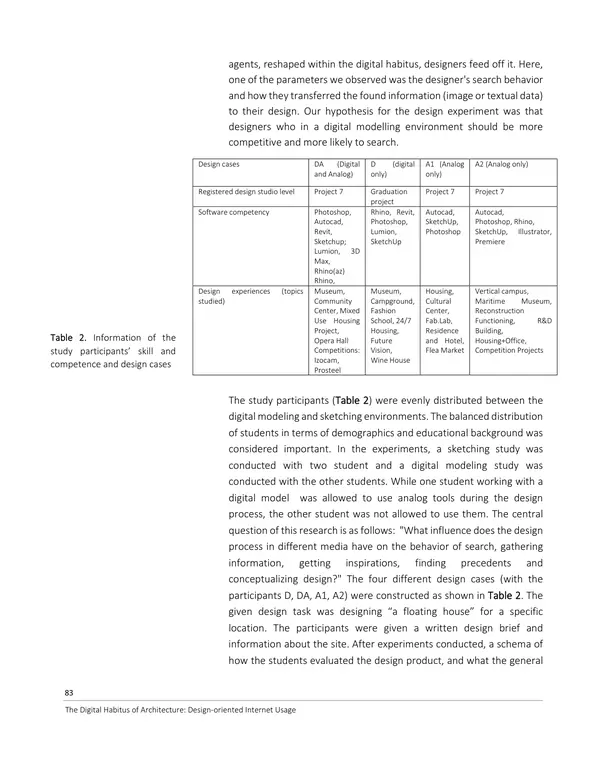 agents, reshaped within the digital habitus, designers feed off it. Here,
one of the parameters we observed was the designer's search behavior
and how they transferred the found information (image or textual data)
to their design. Our hypothesis for the design experiment was that
designers who in a digital modelling environment should be more
competitive and more likely to search.
Design cases
DA (Digital
and Analog)
D (digital
only)
A1 (Analog
only)
A2 (Analog only)
Registered design studio level
Project 7
Graduation
project
Project 7
Project 7
Software competency
Photoshop,
Autocad,
Revit,
Sketchup;
Lumion, 3D
Max,
Rhino(az)
Rhino,
Rhino, Revit,
Photoshop,
Lumion,
SketchUp
Autocad,
SketchUp,
Photoshop
Autocad,
Photoshop, Rhino,
SketchUp, Illustrator,
Premiere
Design experiences (topics
studied)
Museum,
Community
Center, Mixed
Use Housing
Project,
Opera Hall
Competitions:
Izocam,
Prosteel
Museum,
Campground,
Fashion
School, 24/7
Housing,
Future
Vision,
Wine House
Housing,
Cultural
Center,
Fab.Lab,
Residence
and Hotel,
Flea Market
Vertical campus,
Maritime Museum,
Reconstruction
Functioning, R&D
Building,
Housing+Office,
Competition Projects
Table 2. Information of the
study participants' skill and
competence and design cases
The study participants (Table 2) were evenly distributed between the
digital modeling and sketching environments. The balanced distribution
of students in terms of demographics and educational background was
considered important. In the experiments, a sketching study was
conducted with two student and a digital modeling study was
conducted with the other students. While one student working with a
digital model was allowed to use analog tools during the design
process, the other student was not allowed to use them. The central
question of this research is as follows: "What influence does the design
process in different media have on the behavior of search, gathering
information, getting inspirations, finding precedents and
conceptualizing design?" The four different design cases (with the
participants D, DA, A1, A2) were constructed as shown in Table 2. The
given design task was designing “a floating house” for a specific
location. The participants were given a written design brief and
information about the site. After experiments conducted, a schema of
how the students evaluated the design product, and what the general
83
The Digital Habitus of Architecture: Design-oriented Internet Usage